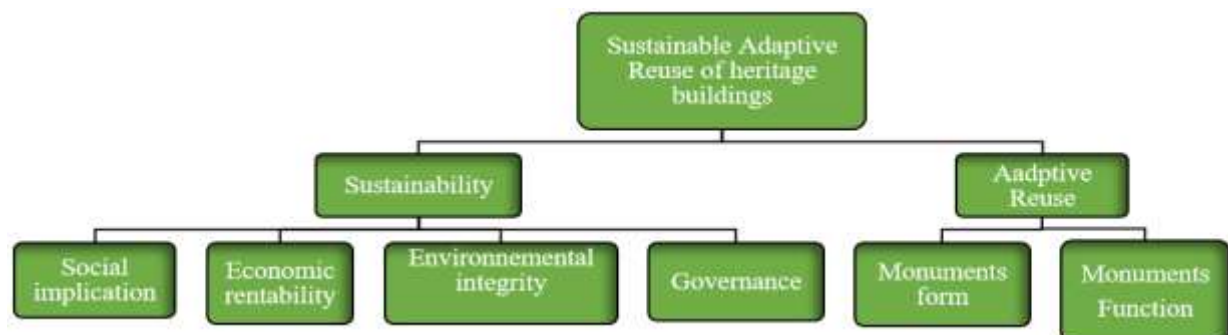 Sustainable Adaptive
Reuse of heritage
buildings
Sustainability
Aadptive
Reuse
Social
implication
Economic
rentability
Environnemental
integrity
Governance
Monuments
form
Monuments
Function